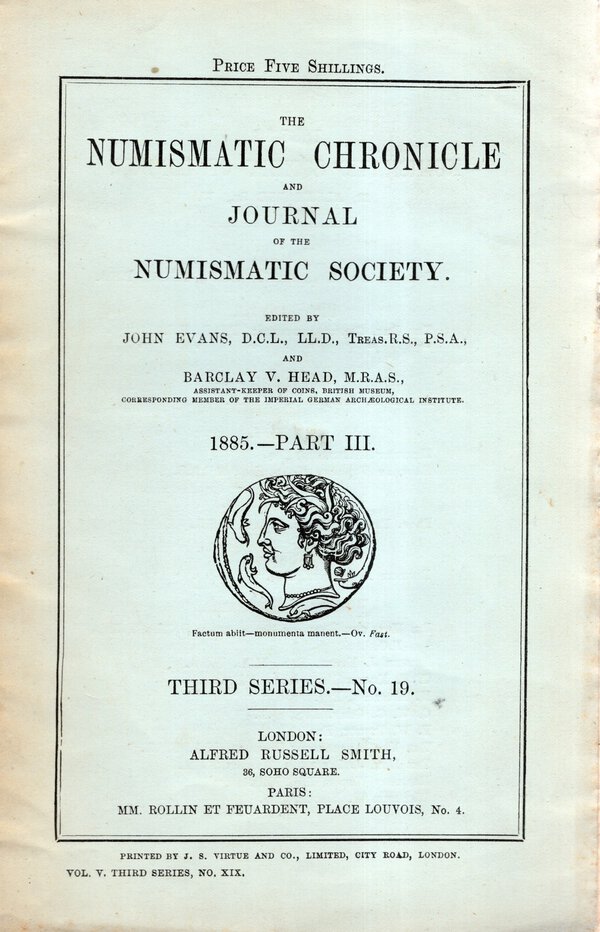 PRICE FIVE SHILLINGS.
THE
NUMISMATIC CHRONICLE
AND
JOURNAL
OF THE
NUMISMATIC SOCIETY.
EDITED BY
JOHN EVANS, D.C.L., LL.D., TREAS.R.S., P.S.A.,
AND
BARCLAY V. HEAD, M.R.A.S.,
ASSISTANT-KEEPER OF COINS, BRITISH MUSEUM,
CORRESPONDING MEMBER OF THE IMPERIAL GERMAN ARCHÆOLOGICAL INSTITUTE.
1885.—PART III.
Factum abiit—monumenta manent.—Ov. Fast.
THIRD SERIES.—No. 19.
LONDON:
ALFRED RUSSELL SMITH,
36, SOHO SQUARE.
PARIS:
MM. ROLLIN ET FEUARDENT, PLACE LOUVOIS, No. 4.
PRINTED BY J. S. VIRTUE AND CO., LIMITED, CITY ROAD, LONDON.
VOL. V. THIRD SERIES, NO. XIX.